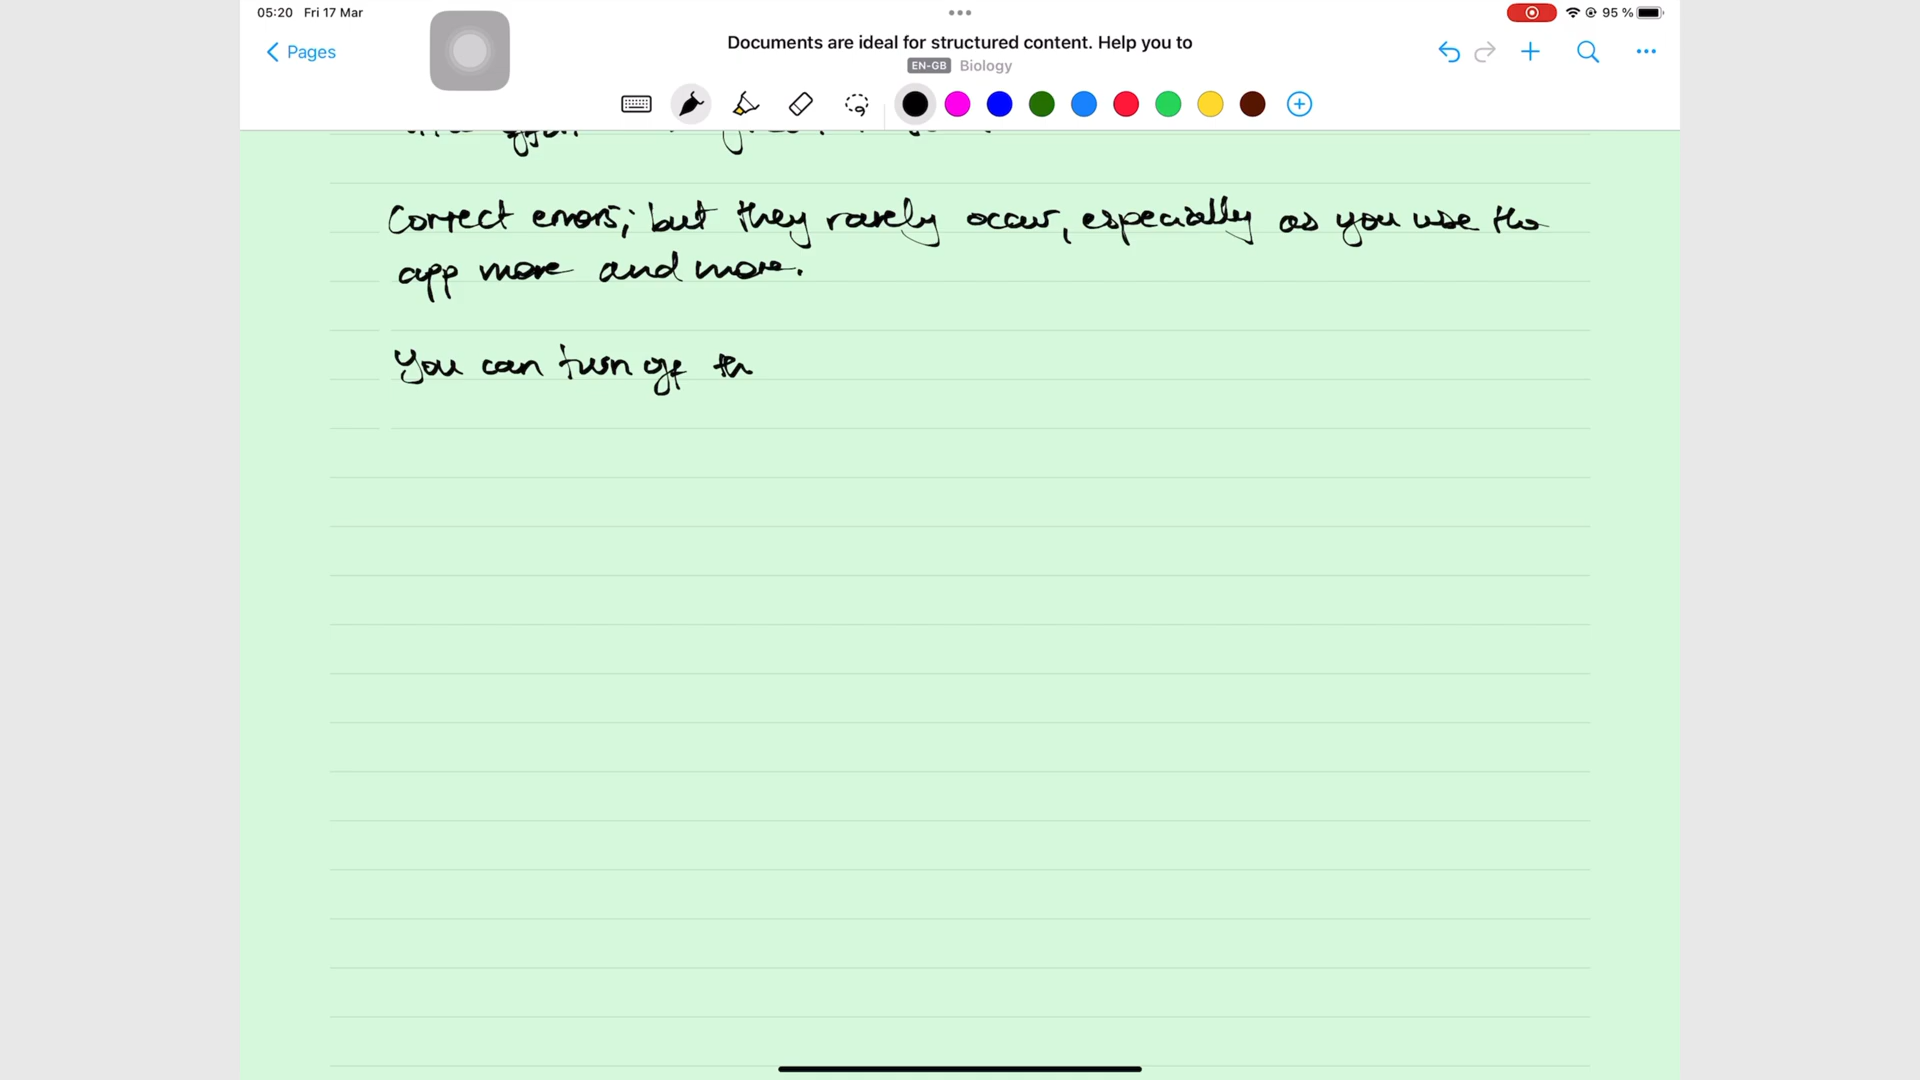 05:20 Fri 17 Mar
95 %
Pages
Documents are ideal for structured content. Help you to
EN-GB Biology
Correct errors; but they rarely occur, especially as you use the
app more and more.
You can turn off th